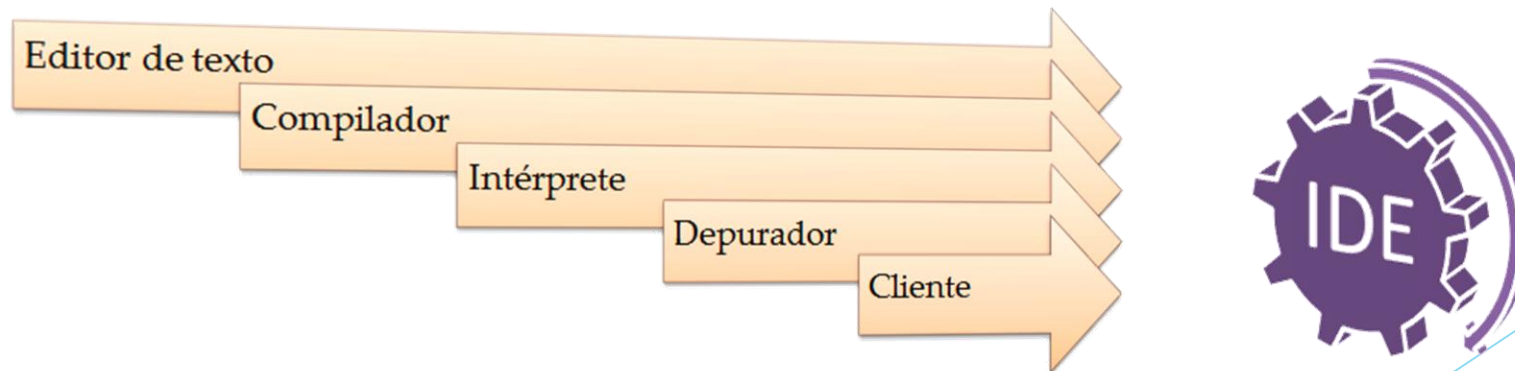 Editor de texto
Compilador
Intérprete
Depurador
Cliente
IDE